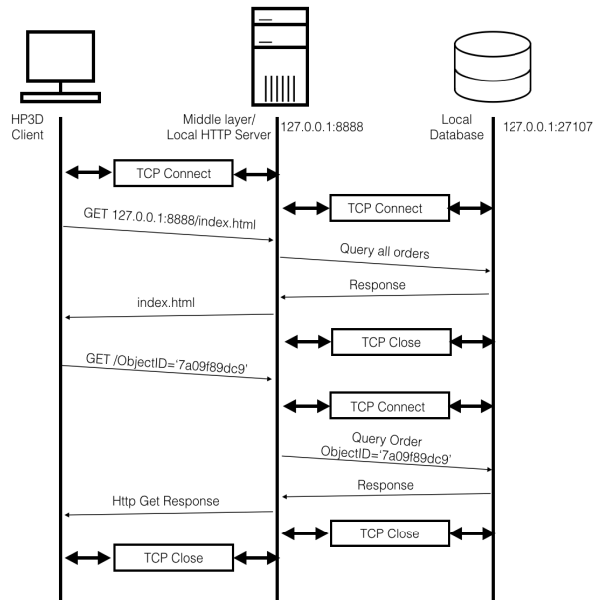 HP3D
Client
Middle layer/
Local HTTP Server
127.0.0.1:8888
Local
Database
127.0.0.1:27107
TCP Connect
TCP Connect
GET 127.0.0.1:8888/index.html
Query all orders
Response
index.html
TCP Close
GET /ObjectID='7a09f89dc9'
TCP Connect
Query Order
ObjectID='7a09f89dc9'
Response
Http Get Response
TCP Close
TCP Close